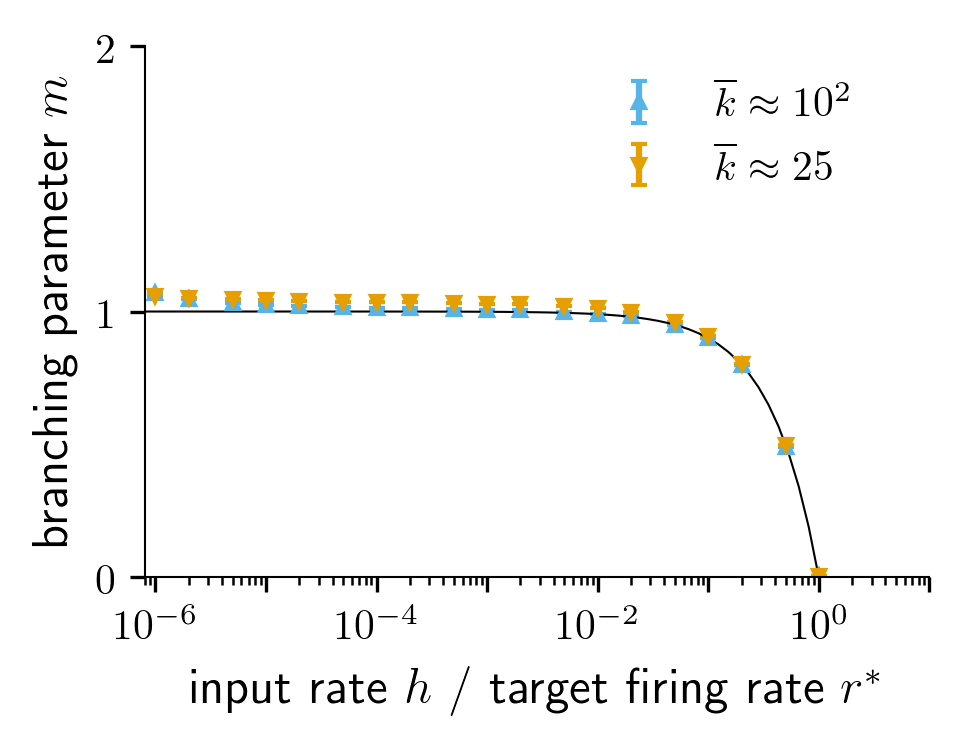 2
1
0
branching parameter m
k̅ ≈ 10²
k̅ ≈ 25
10⁻⁶ 10⁻⁴ 10⁻² 10⁰
input rate h / target firing rate r*